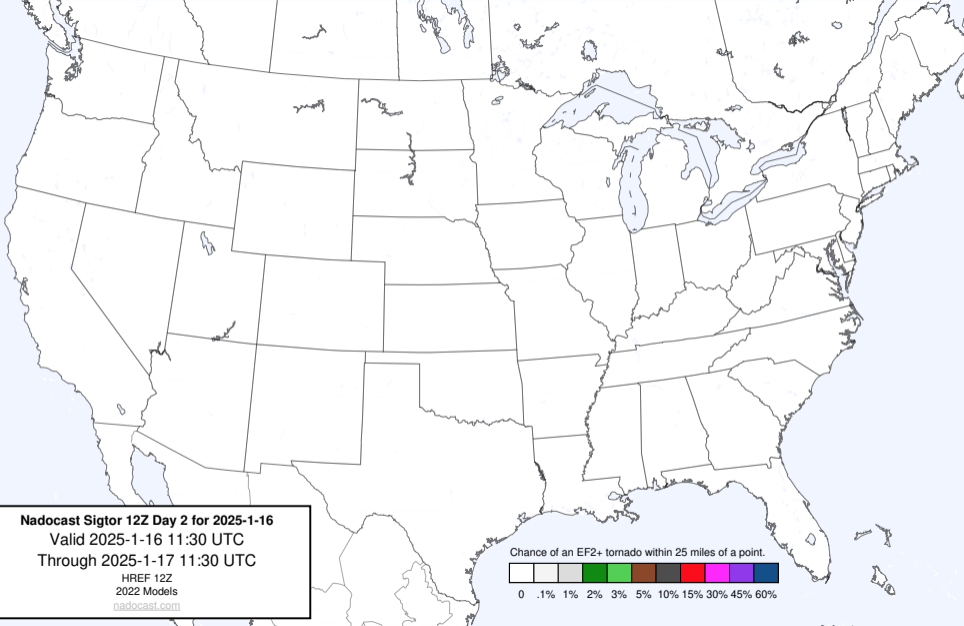 Nadocast Sigtor 12Z Day 2 for 2025-1-16
Valid 2025-1-16 11:30 UTC
Through 2025-1-17 11:30 UTC
HREF 12Z
2022 Models
nadocast.com
Chance of an EF2+ tornado within 25 miles of a point.
0 .1% 1% 2% 3% 5% 10% 15% 30% 45% 60%